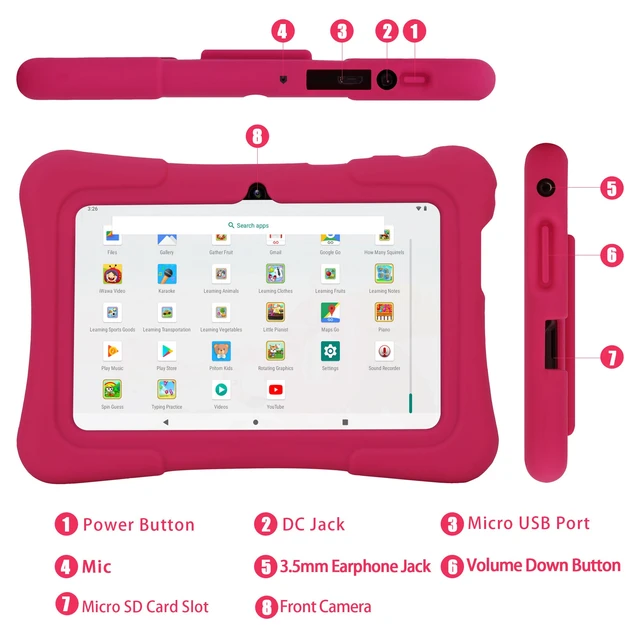 4 3 2 1
8
3:26
Search apps
Files Gallery Gather Fruit Gmail Google Go How Many Squirrels
Wawa Video Karaoke Learning Animals Learning Clothes Learning Fruits Learning Notes
Learning Sports Goods Learning Transportation Learning Vegetables Little Pianist Maps Go Piano
Play Music Play Store Pritom Kids Rotating Graphics Settings Sound Recorder
Spin Guess Typing Practice Videos YouTube
5
6
7
1 Power Button 2 DC Jack 3 Micro USB Port
4 Mic 5 3.5mm Earphone Jack 6 Volume Down Button
7 Micro SD Card Slot 8 Front Camera